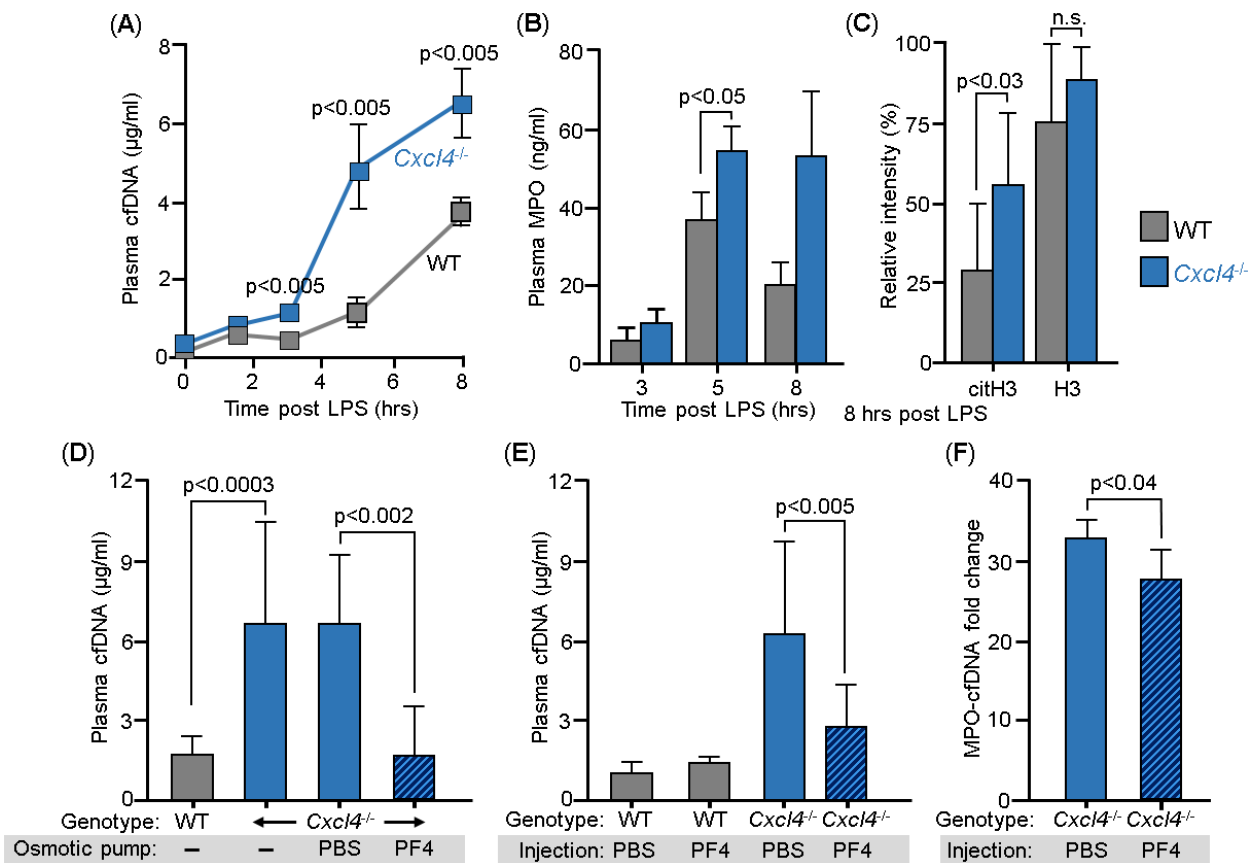 (A)
Plasma cfDNA (µg/ml)
8
6
4
2
0
p<0.005
p<0.005
p<0.005
Cxcl4-/-
WT
0
2
4
6
8
Time post LPS (hrs)
(B)
Plasma MPO (ng/ml)
80
60
40
20
0
p<0.05
3
5
8
Time post LPS (hrs)
(C)
Relative intensity (%)
100
75
50
25
0
n.s.
p<0.03
citH3
H3
8 hrs post LPS
WT
Cxcl4-/-
(D)
Plasma cfDNA (µg/ml)
12
9
6
3
0
p<0.0003
p<0.002
Genotype: WT Cxcl4-/-
Osmotic pump: – – PBS PF4
(E)
Plasma cfDNA (µg/ml)
12
9
6
3
0
p<0.005
Genotype: WT WT Cxcl4-/- Cxcl4-/-
Injection: PBS PF4 PBS PF4
(F)
MPO-cfDNA fold change
40
30
20
10
0
p<0.04
Genotype: Cxcl4-/- Cxcl4-/-
Injection: PBS PF4